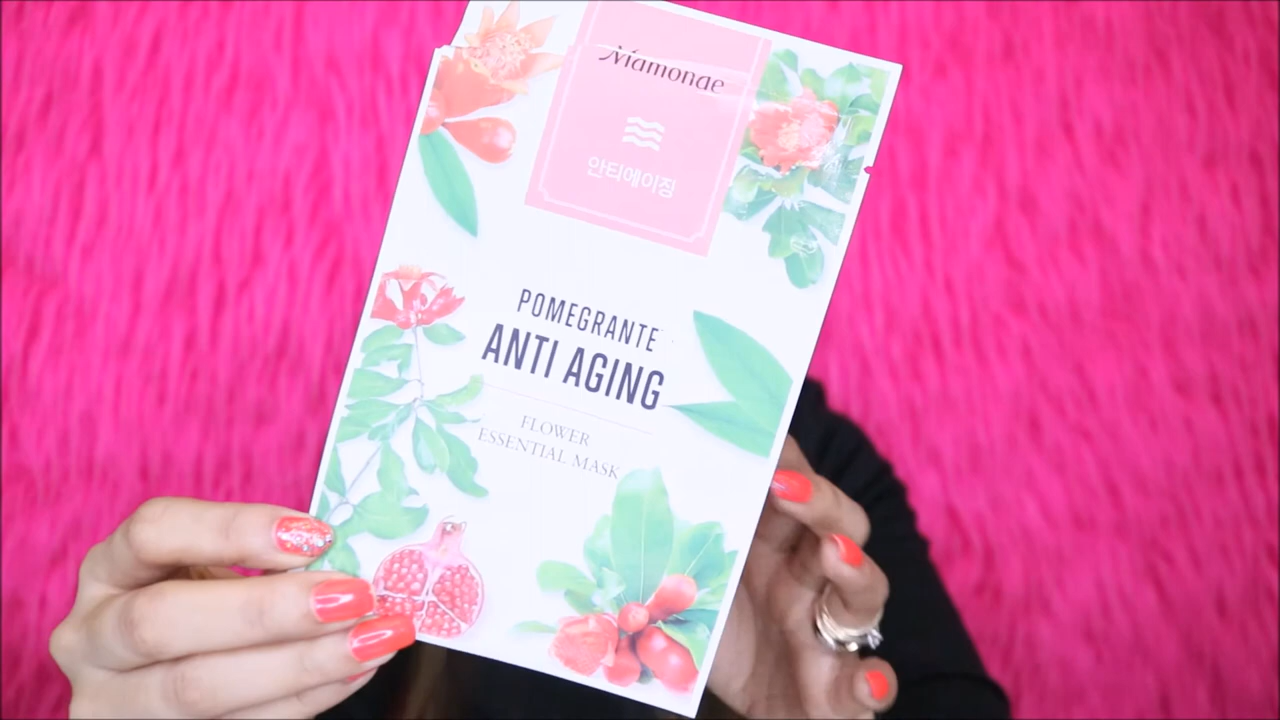 Mamonde
안티에이징
POMEGRANTE
ANTI AGING
FLOWER
ESSENTIAL MASK